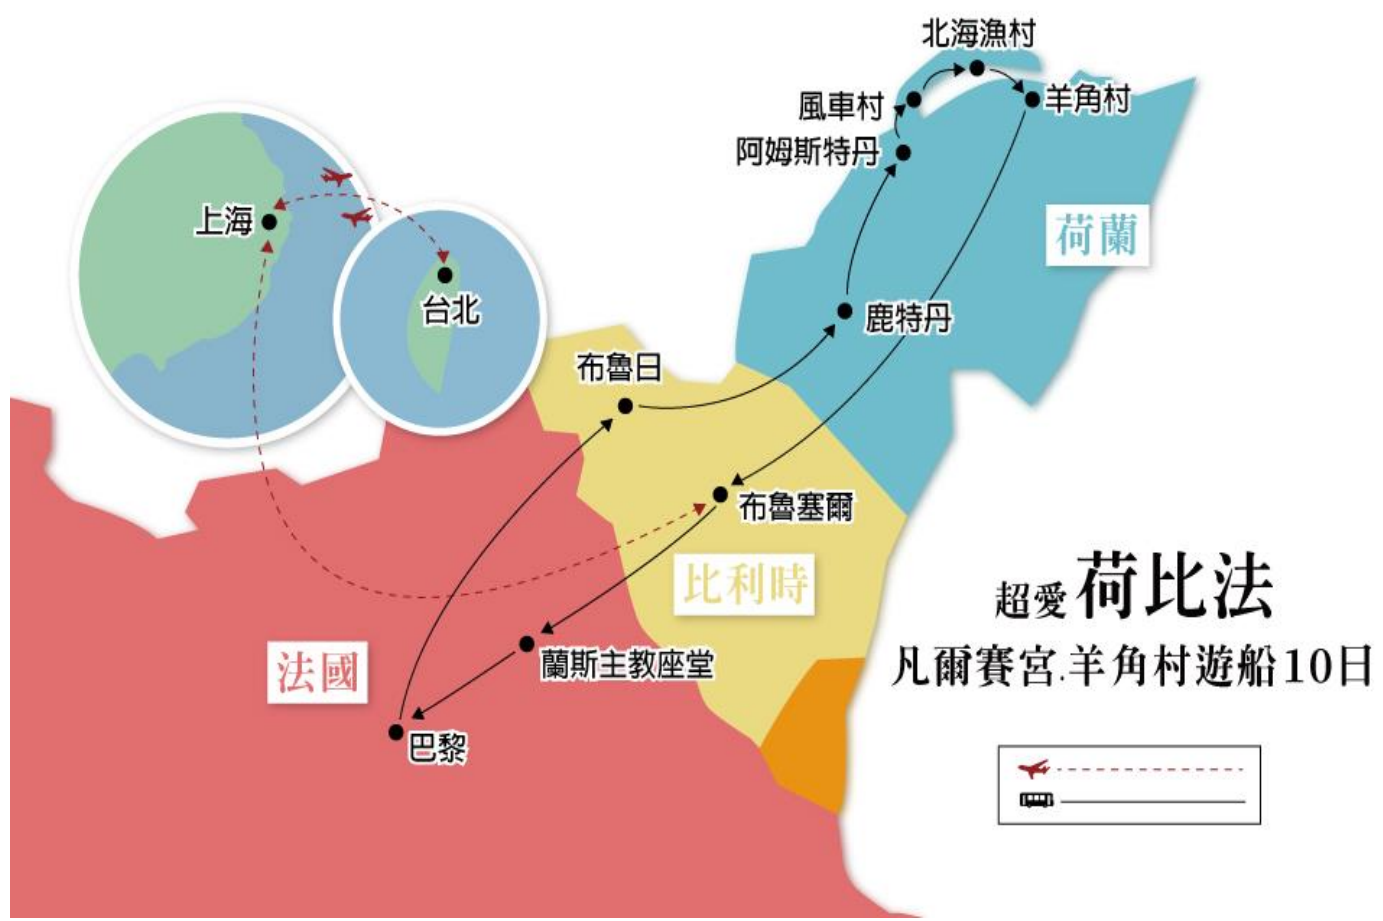 北海漁村
風車村
羊角村
阿姆斯特丹
上海
荷蘭
台北
鹿特丹
布魯日
布魯塞爾
比利時
超愛荷比法
法國
蘭斯主教座堂
凡爾賽宮.羊角村遊船10日
巴黎